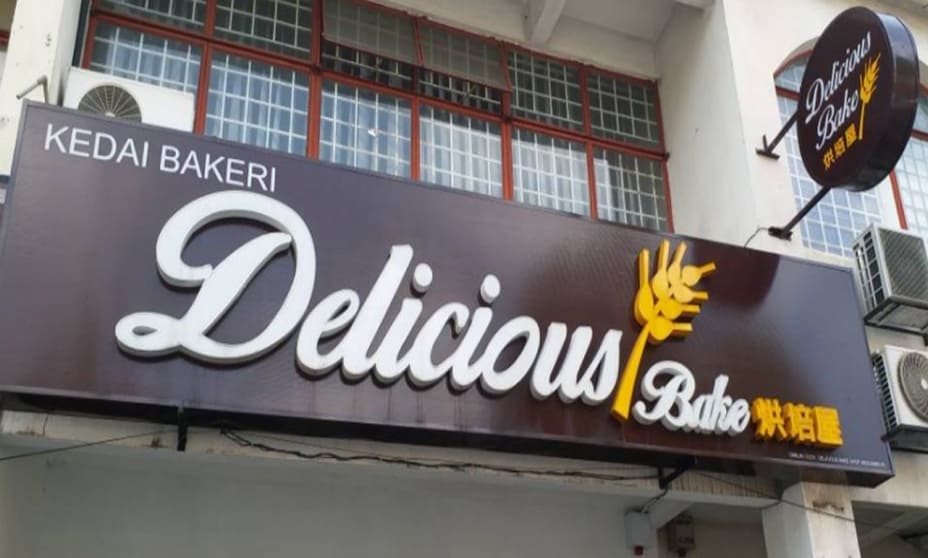 KEDAI BAKERI
Delicious
Bake 烘焙屋
Delicious
Bake
烘焙屋